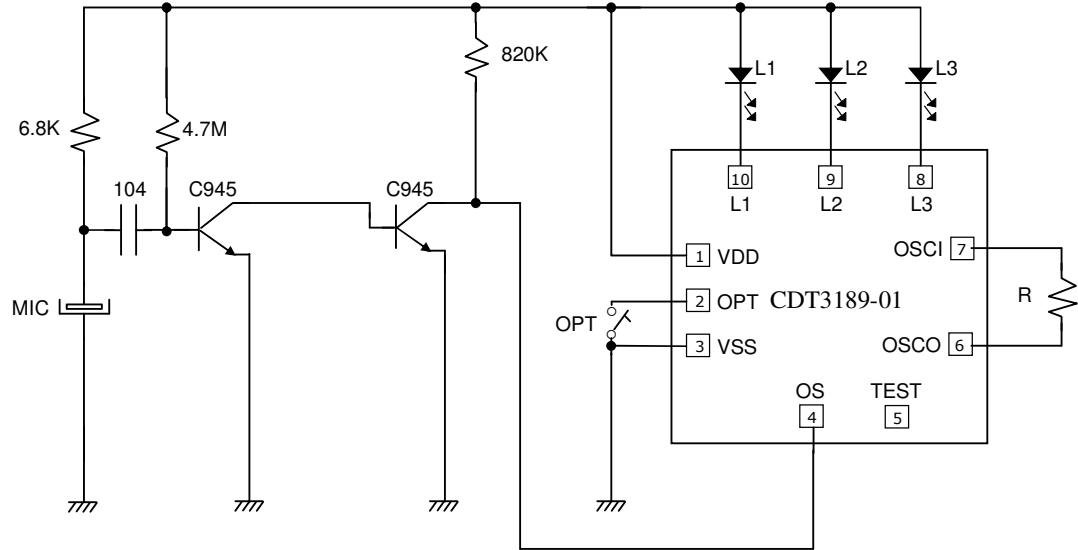 820K
L1
L2
L3
6.8K
4.7M
104
C945
C945
10
9
8
L1
L2
L3
1
VDD
OSCI
7
MIC
2
OPT
CDT3189-01
R
OPT
3
VSS
OSCO
6
OS
TEST
4
5